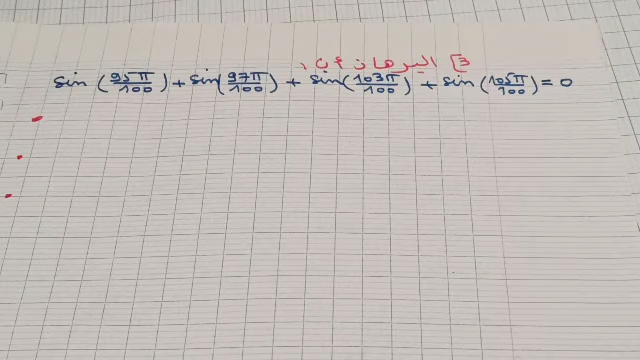 3] البرهان أن :
sin (95π/100) + sin(97π/100) + sin(103π/100) + sin(105π/100) = 0